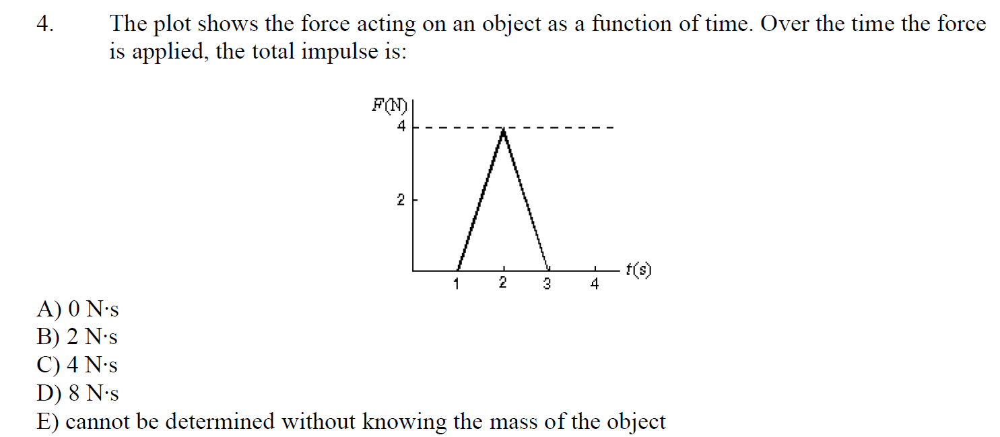 4. The plot shows the force acting on an object as a function of time. Over the time the force
is applied, the total impulse is:
F(N)
4
2
t(s)
1 2 3 4
A) 0 N·s
B) 2 N·s
C) 4 N·s
D) 8 N·s
E) cannot be determined without knowing the mass of the object